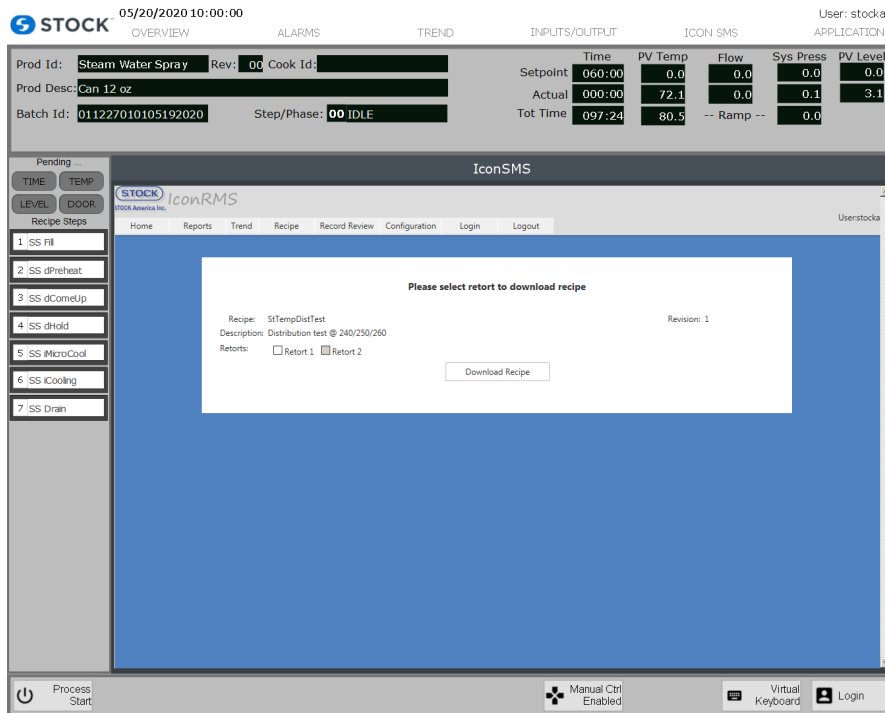 STOCK
05/20/2020 10:00:00
User: stocka
OVERVIEW ALARMS TREND INPUTS/OUTPUT ICON SMS APPLICATION
Time PV Temp Flow Sys Press PV Level
Prod Id: Steam Water Spray Rev: 00 Cook Id:
Setpoint 060:00 0.0 0.0 0.0 0.0
Prod Desc: Can 12 oz
Actual 000:00 72.1 0.0 0.1 3.1
Batch Id: 011227010105192020 Step/Phase: 00 IDLE
Tot Time 097:24 80.5 -- Ramp -- 0.0
Pending ...
TIME TEMP
LEVEL DOOR
Recipe Steps
1 SS Fill
2 SS dPreheat
3 SS dComeUp
4 SS dHold
5 SS iMicroCool
6 SS iCooling
7 SS Drain
IconSMS
STOCK
STOCK America, Inc.
IconRMS
User:stocka
Home Reports Trend Recipe Record Review Configuration Login Logout
Please select retort to download recipe
Recipe: StTempDistTest Revision: 1
Description: Distribution test @ 240/250/260
Retorts: Retort 1 Retort 2
Download Recipe
Process Start
Manual Ctrl Enabled
Virtual Keyboard
Login